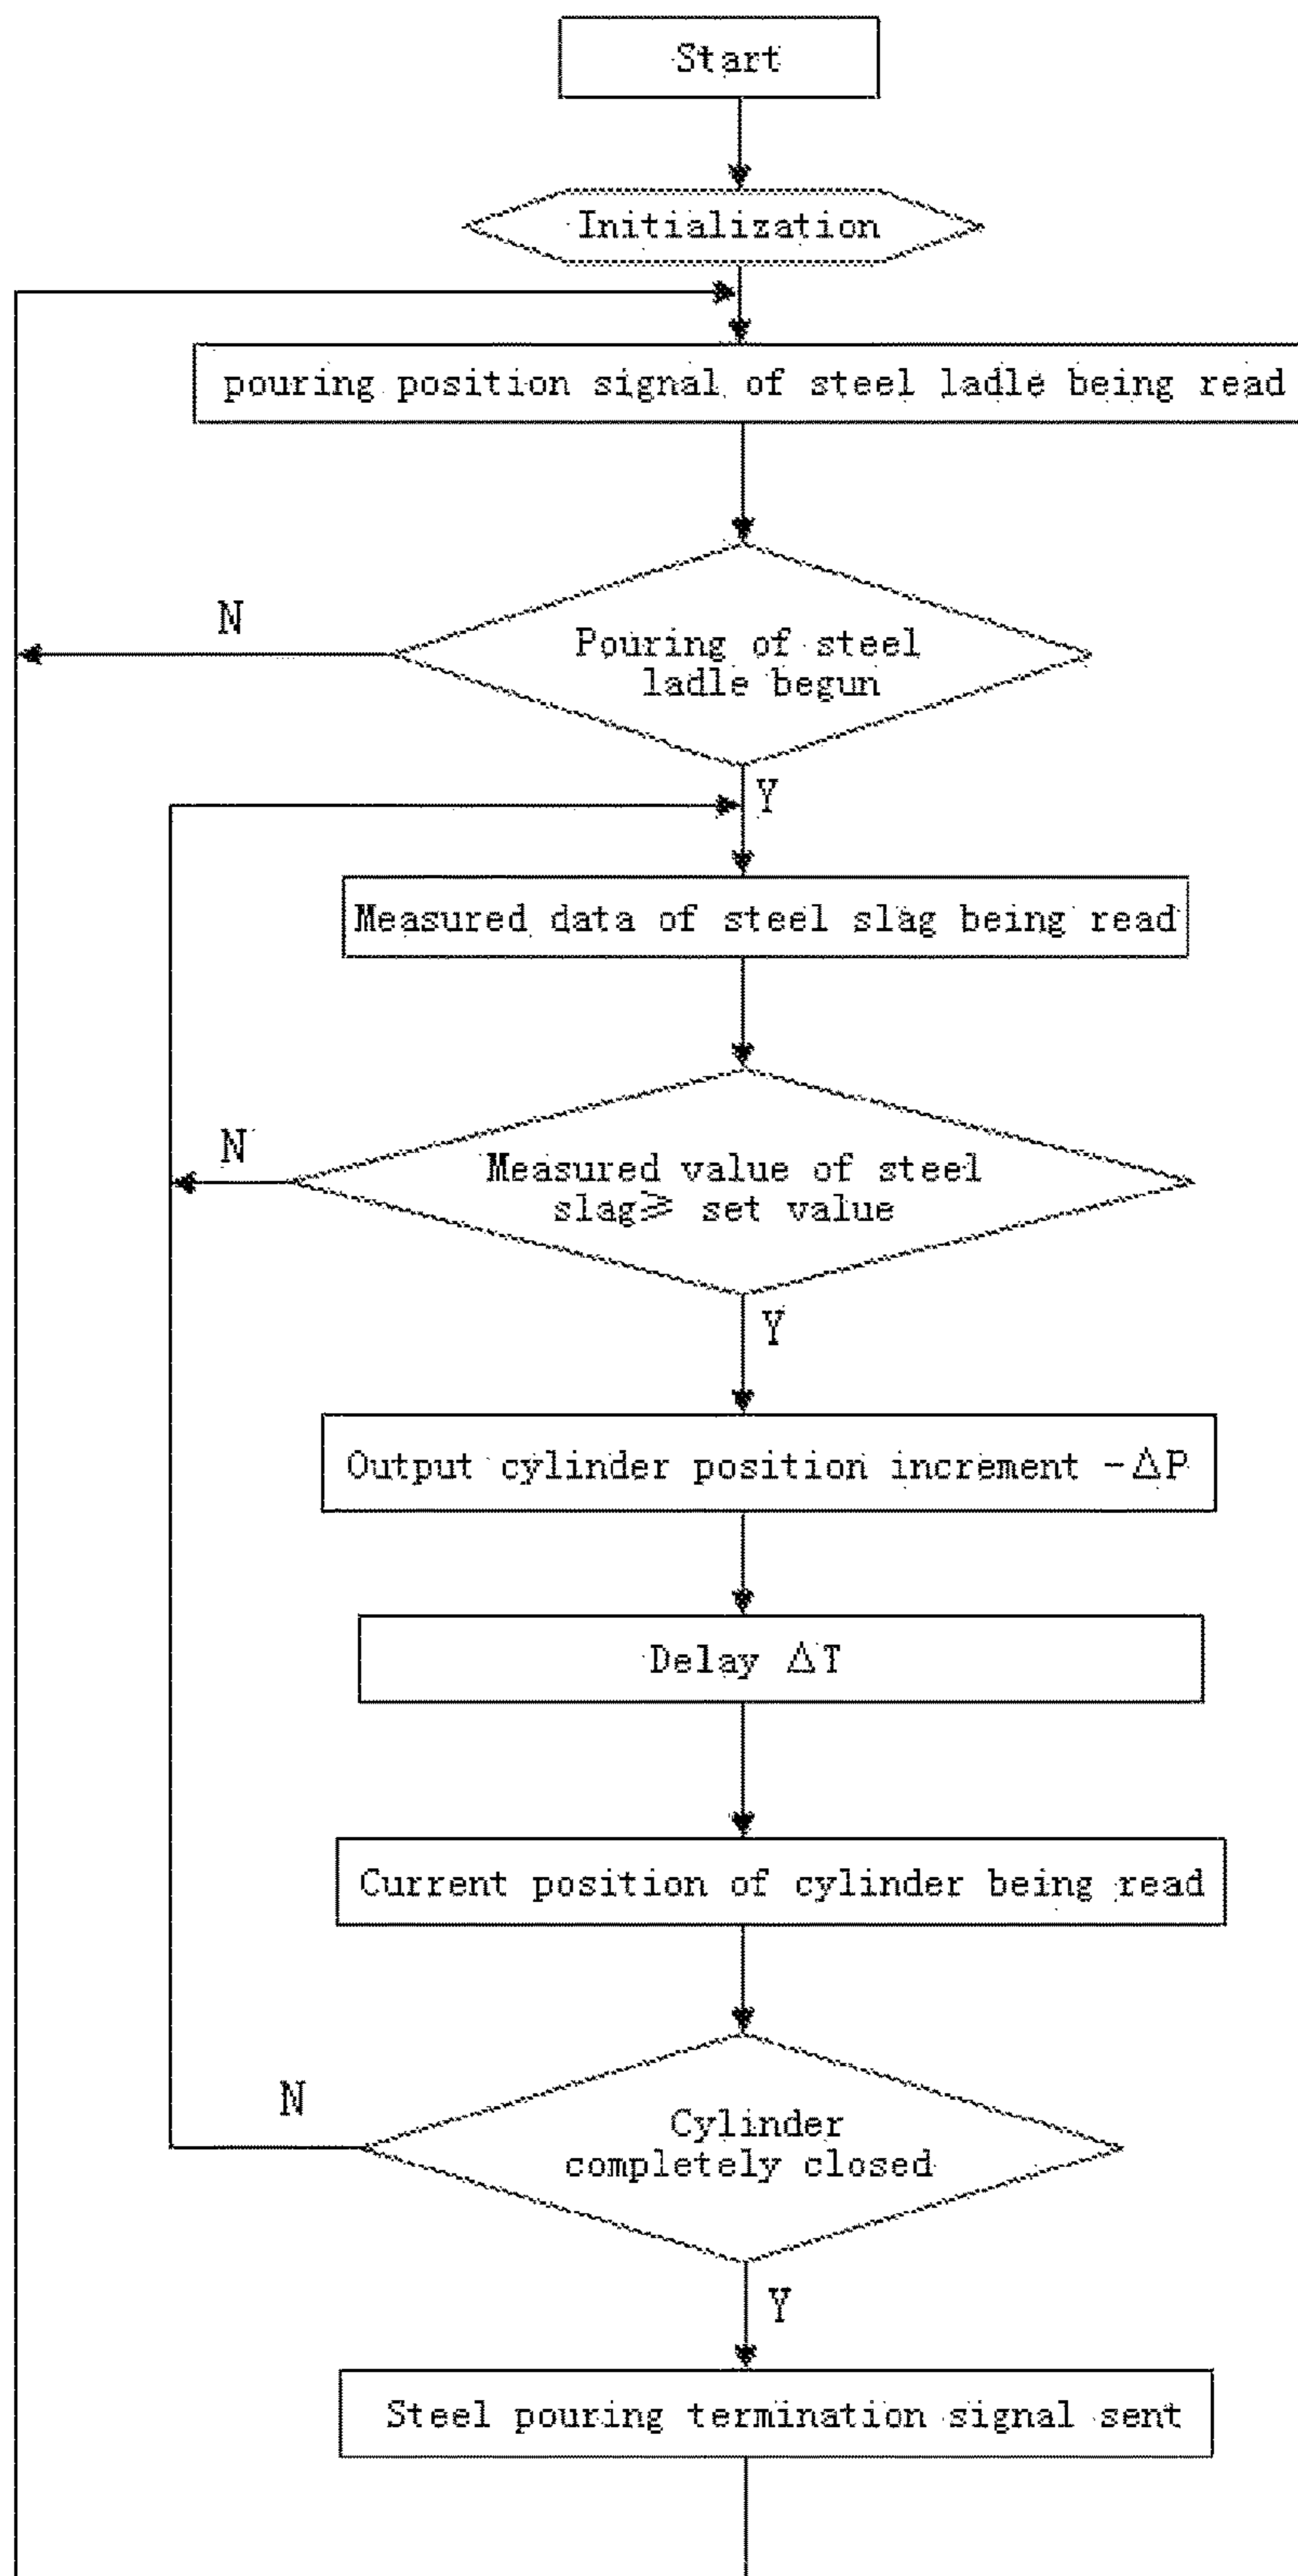 Start
Initialization
pouring position signal of steel ladle being read
N
Pouring of steel
ladle begun
Y
Measured data of steel slag being read
N
Measured value of steel
slag≥ set value
Y
Output cylinder position increment -ΔP
Delay ΔT
Current position of cylinder being read
N
Cylinder
completely closed
Y
Steel pouring termination signal sent